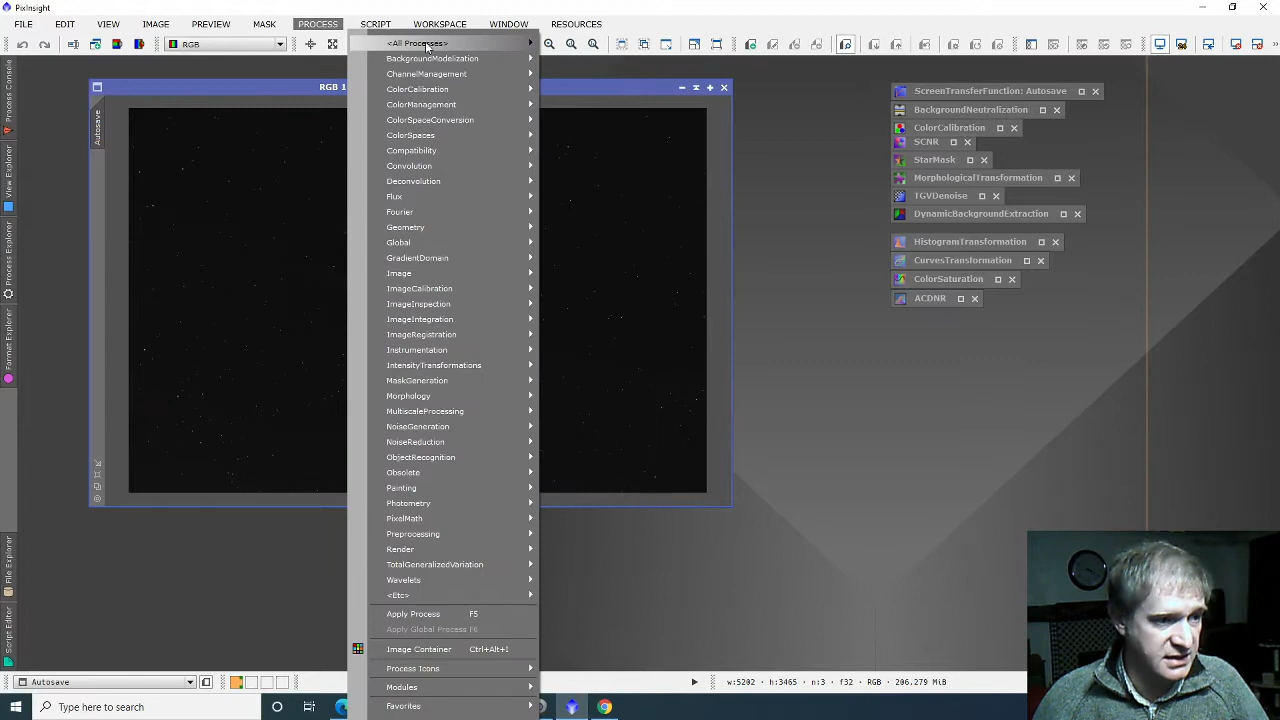 PixInsight
FILE EDIT VIEW IMAGE PREVIEW MASK PROCESS SCRIPT WORKSPACE WINDOW RESOURCES
RGB
<All Processes>
BackgroundModelization
ChannelManagement
ColorCalibration
ColorManagement
ColorSpaceConversion
ColorSpaces
Compatibility
Convolution
Deconvolution
Flux
Fourier
Geometry
Global
GradientDomain
Image
ImageCalibration
ImageInspection
ImageIntegration
ImageRegistration
Instrumentation
IntensityTransformations
MaskGeneration
Morphology
MultiscaleProcessing
NoiseGeneration
NoiseReduction
ObjectRecognition
Obsolete
Painting
Photometry
PixelMath
Preprocessing
Render
TotalGeneralizedVariation
Wavelets
<Etc>
Apply Process F5
Apply Global Process F6
Image Container Ctrl+Alt+I
Process Icons
Modules
Favorites
RGB 1
Autosave
Process Console
View Explorer
Process Explorer
Format Explorer
File Explorer
Script Editor
ScreenTransferFunction: Autosave
BackgroundNeutralization
ColorCalibration
SCNR
StarMask
MorphologicalTransformation
TGVDenoise
DynamicBackgroundExtraction
HistogramTransformation
CurvesTransformation
ColorSaturation
ACDNR
Autosave
w:5202 · h:3465 · n:3 · f32 · RGB · 206.279 MiB
Type here to search